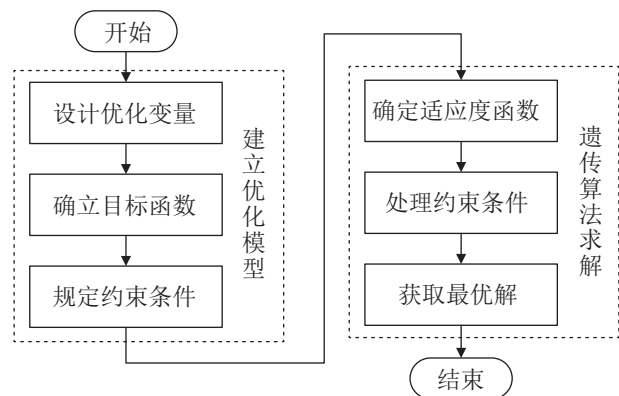 开始
设计优化变量
确立目标函数
规定约束条件
建立优化模型
确定适应度函数
处理约束条件
获取最优解
遗传算法求解
结束